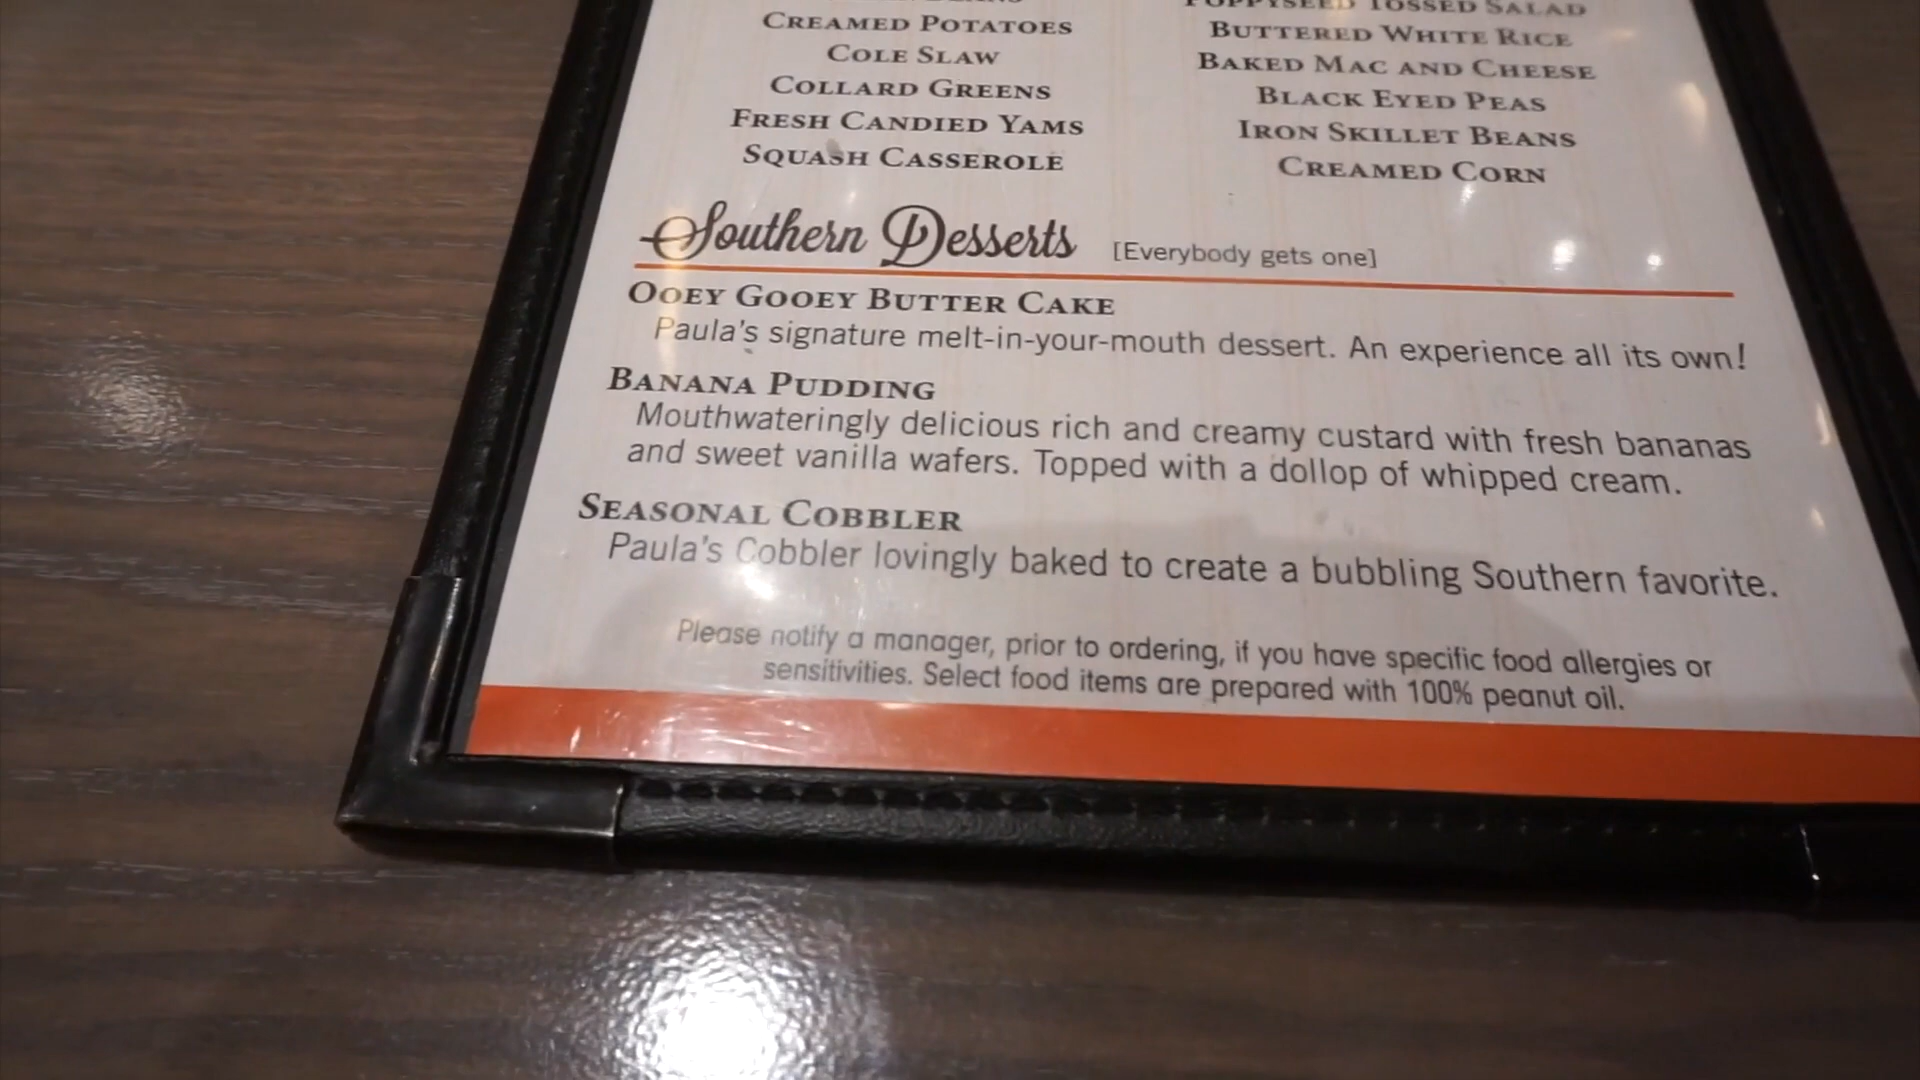 Creamed Potatoes
Cole Slaw
Collard Greens
Fresh Candied Yams
Squash Casserole
Poppyseed Tossed Salad
Buttered White Rice
Baked Mac and Cheese
Black Eyed Peas
Iron Skillet Beans
Creamed Corn
Southern Desserts [Everybody gets one]
Ooey Gooey Butter Cake
Paula's signature melt-in-your-mouth dessert. An experience all its own!
Banana Pudding
Mouthwateringly delicious rich and creamy custard with fresh bananas
and sweet vanilla wafers. Topped with a dollop of whipped cream.
Seasonal Cobbler
Paula's Cobbler lovingly baked to create a bubbling Southern favorite.
Please notify a manager, prior to ordering, if you have specific food allergies or
sensitivities. Select food items are prepared with 100% peanut oil.